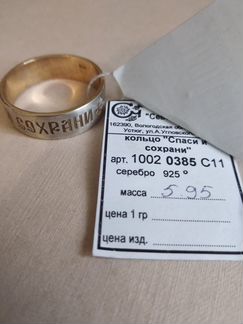 СОХРАНИ
162390, Вологодская
Устюг, ул.А.Угловской
кольцо "Спаси и
сохрани"
арт. 1002 0385 С11
серебро 925 °
масса 5.95
цена 1 гр
цена изд.